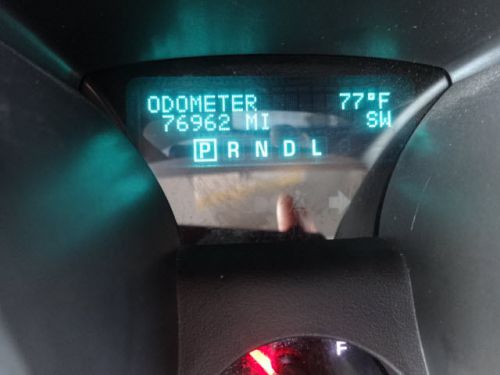 ODOMETER 77°F
76962 MI SW
P R N D L
F